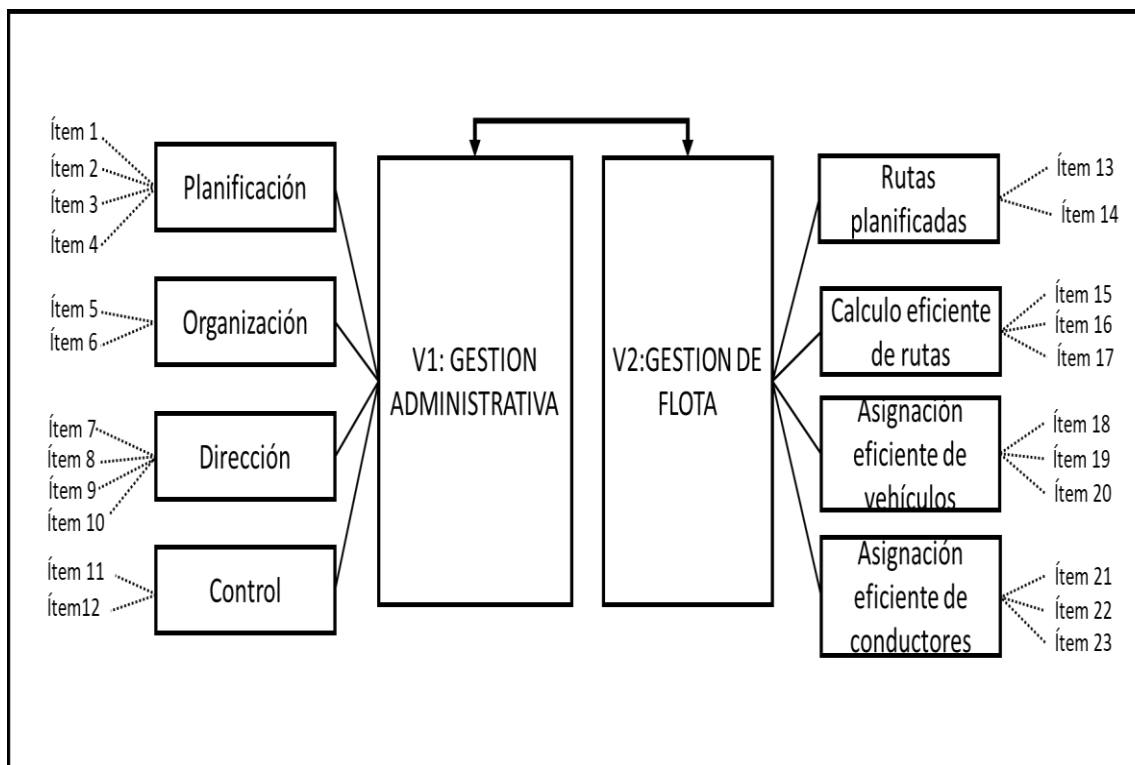 Ítem 1
Ítem 2
Ítem 3
Ítem 4
Planificación
Ítem 5
Ítem 6
Organización
Ítem 7
Ítem 8
Ítem 9
Ítem 10
Dirección
Ítem 11
Ítem12
Control
V1: GESTION
ADMINISTRATIVA
V2:GESTION DE
FLOTA
Rutas
planificadas
Ítem 13
Ítem 14
Calculo eficiente
de rutas
Ítem 15
Ítem 16
Ítem 17
Asignación
eficiente de
vehículos
Ítem 18
Ítem 19
Ítem 20
Asignación
eficiente de
conductores
Ítem 21
Ítem 22
Ítem 23